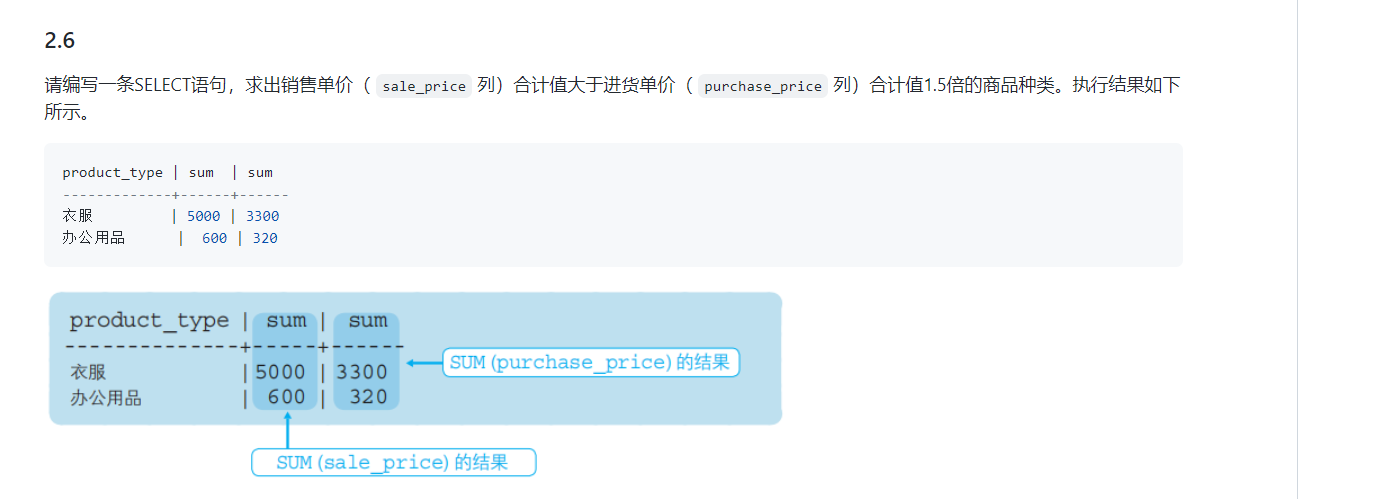 2.6
请编写一条SELECT语句，求出销售单价（ sale_price 列）合计值大于进货单价（ purchase_price 列）合计值1.5倍的商品种类。执行结果如下
所示。
product_type | sum  | sum
-------------+------+------
衣服         | 5000 | 3300
办公用品      |  600 | 320
product_type | sum | sum
--------------+-----+------
衣服 |5000 |3300
SUM (purchase_price) 的结果
办公用品 | 600 | 320
SUM (sale_price) 的结果